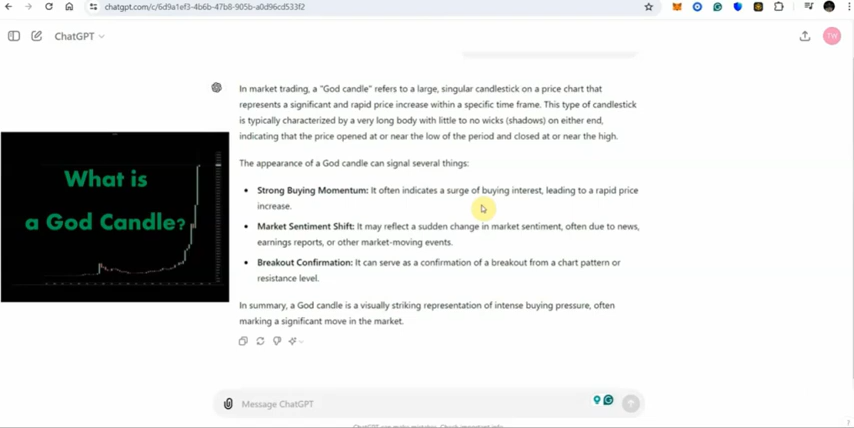 chatgpt.com/c/6d9a1ef3-4b6b-47b8-905b-a0d96cd533f2
ChatGPT
TW
In market trading, a "God candle" refers to a large, singular candlestick on a price chart that
represents a significant and rapid price increase within a specific time frame. This type of candlestick
is typically characterized by a very long body with little to no wicks (shadows) on either end,
indicating that the price opened at or near the low of the period and closed at or near the high.
The appearance of a God candle can signal several things:
Strong Buying Momentum: It often indicates a surge of buying interest, leading to a rapid price
increase.
Market Sentiment Shift: It may reflect a sudden change in market sentiment, often due to news,
earnings reports, or other market-moving events.
Breakout Confirmation: It can serve as a confirmation of a breakout from a chart pattern or
resistance level.
In summary, a God candle is a visually striking representation of intense buying pressure, often
marking a significant move in the market.
What is
a God Candle?
Message ChatGPT
ChatGPT can make mistakes. Check important info.